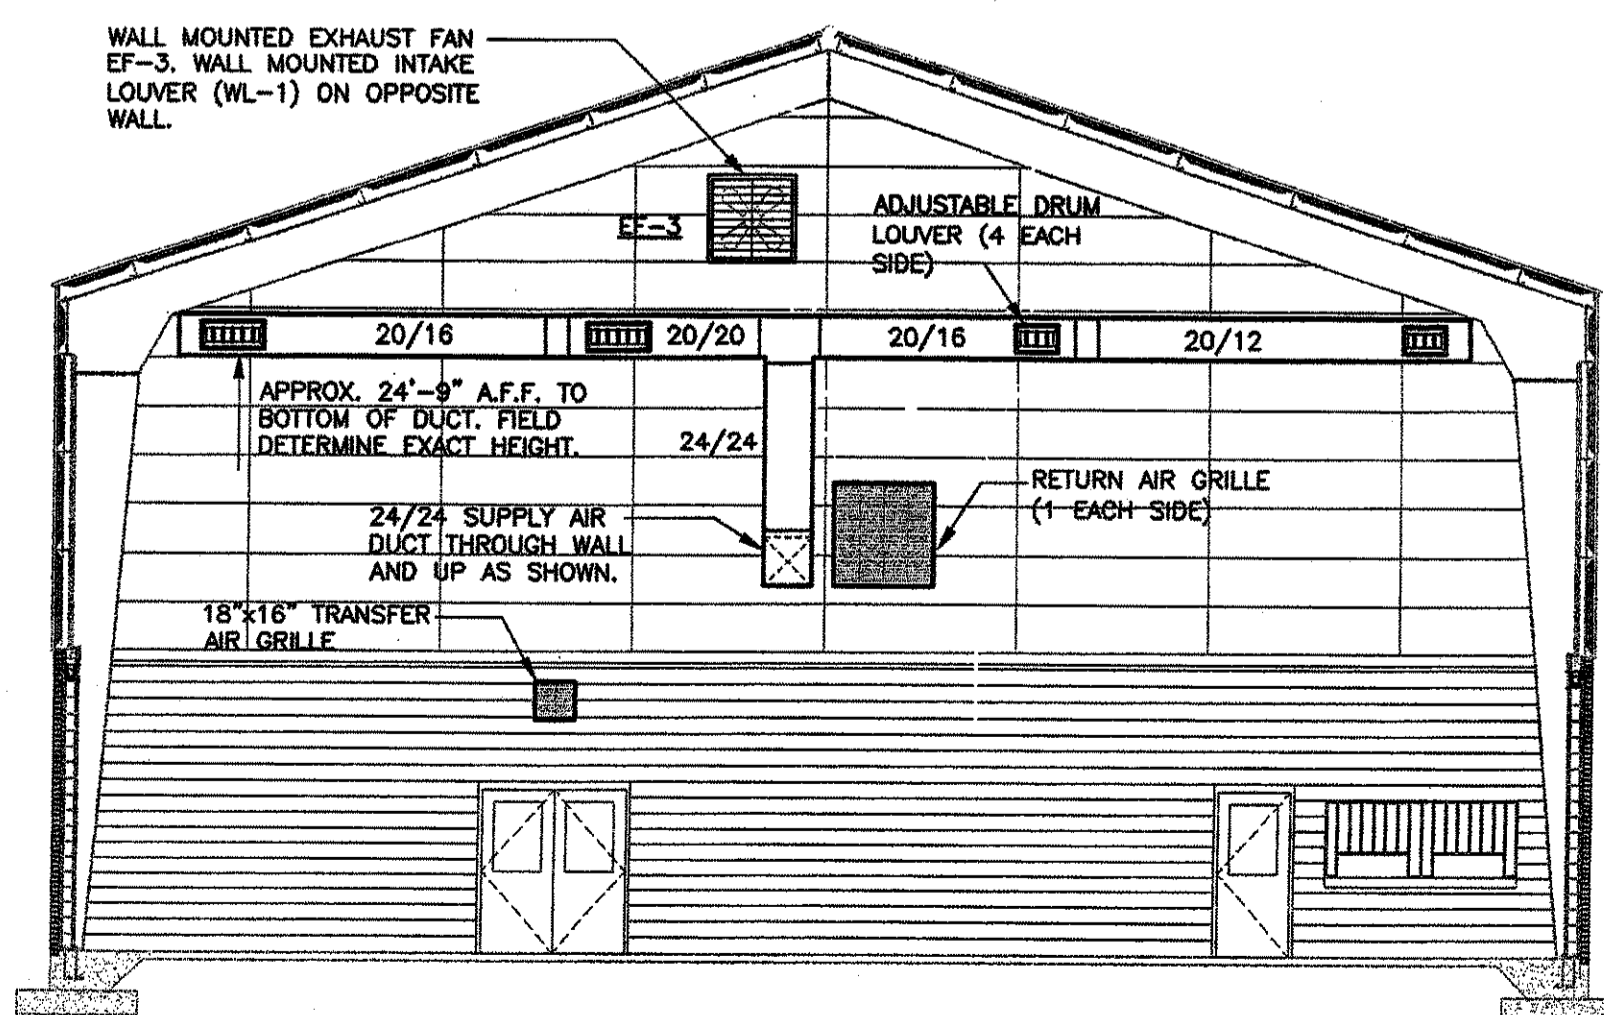 WALL MOUNTED EXHAUST FAN
EF-3. WALL MOUNTED INTAKE
LOUVER (WL-1) ON OPPOSITE
WALL.
EF-3
ADJUSTABLE DRUM
LOUVER (4 EACH
SIDE)
20/16
20/20
20/16
20/12
APPROX. 24'-9" A.F.F. TO
BOTTOM OF DUCT. FIELD
DETERMINE EXACT HEIGHT.
24/24
RETURN AIR GRILLE
(1 EACH SIDE)
24/24 SUPPLY AIR
DUCT THROUGH WALL
AND UP AS SHOWN.
18"x16" TRANSFER
AIR GRILLE